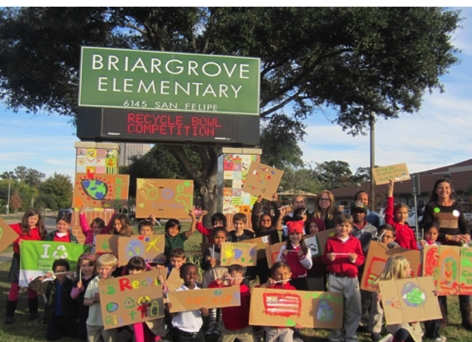 BRIARGROVE
ELEMENTARY
6145 SAN FELIPE
RECYCLE BOWL
COMPETITION